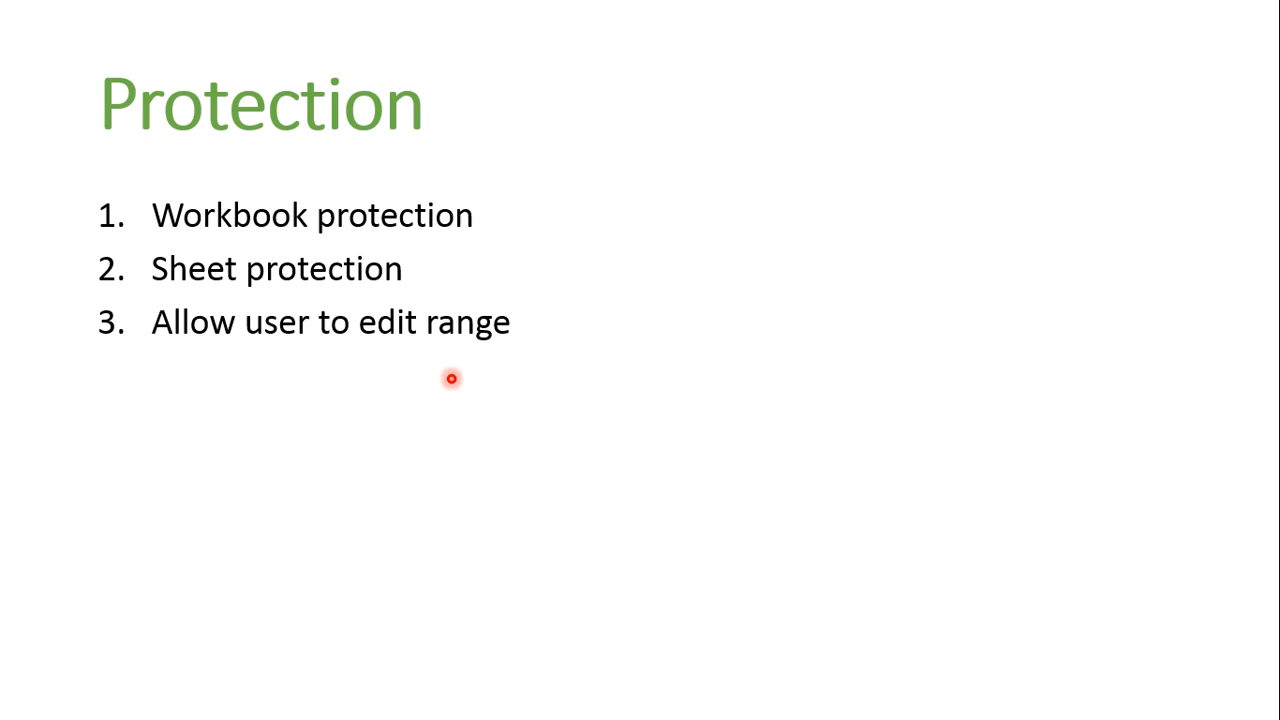 Protection
1. Workbook protection
2. Sheet protection
3. Allow user to edit range